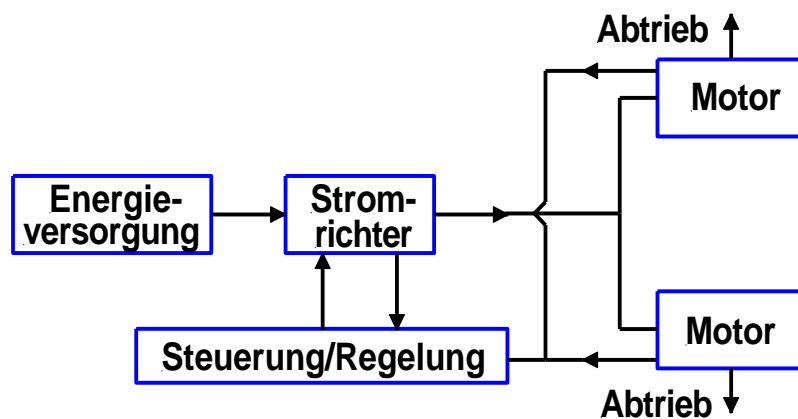 Abtrieb
Motor
Energie-
versorgung
Strom-
richter
Motor
Steuerung/Regelung
Abtrieb